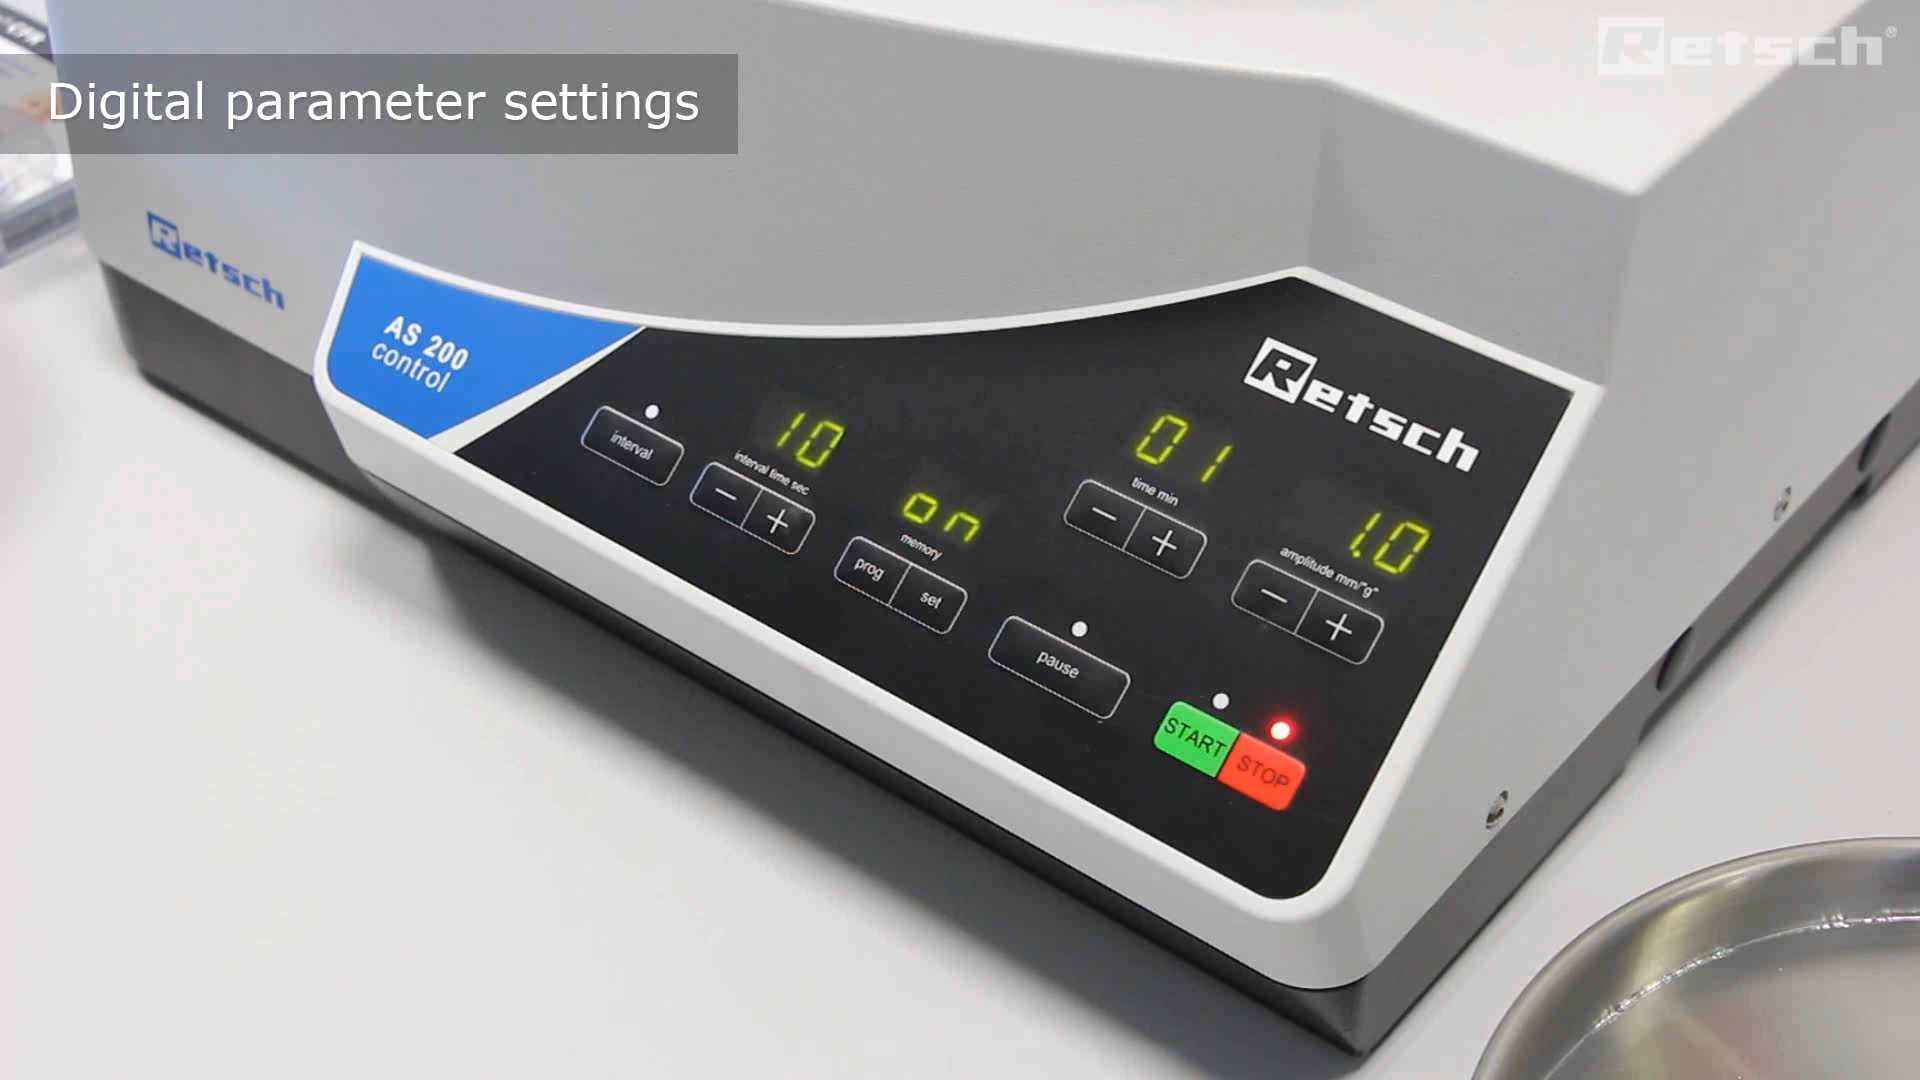 Retsch®
Digital parameter settings
Retsch
AS 200
control
Retsch
interval
10
interval time sec
− +
on
memory
prog set
01
time min
− +
1.0
amplitude mm/"g"
− +
pause
START STOP